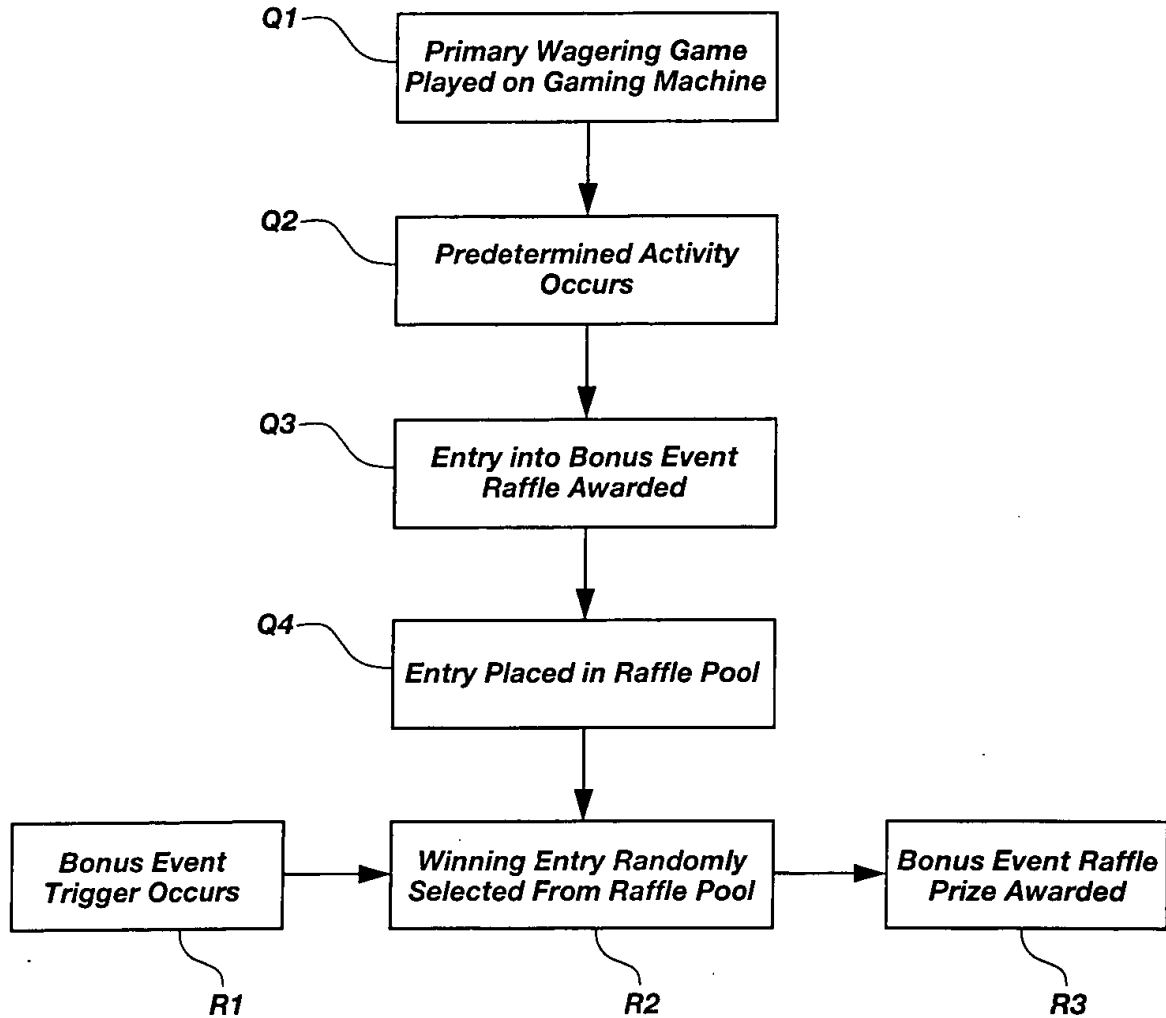 Q1
Primary Wagering Game
Played on Gaming Machine
Q2
Predetermined Activity
Occurs
Q3
Entry into Bonus Event
Raffle Awarded
Q4
Entry Placed in Raffle Pool
Bonus Event
Trigger Occurs
Winning Entry Randomly
Selected From Raffle Pool
Bonus Event Raffle
Prize Awarded
R1
R2
R3